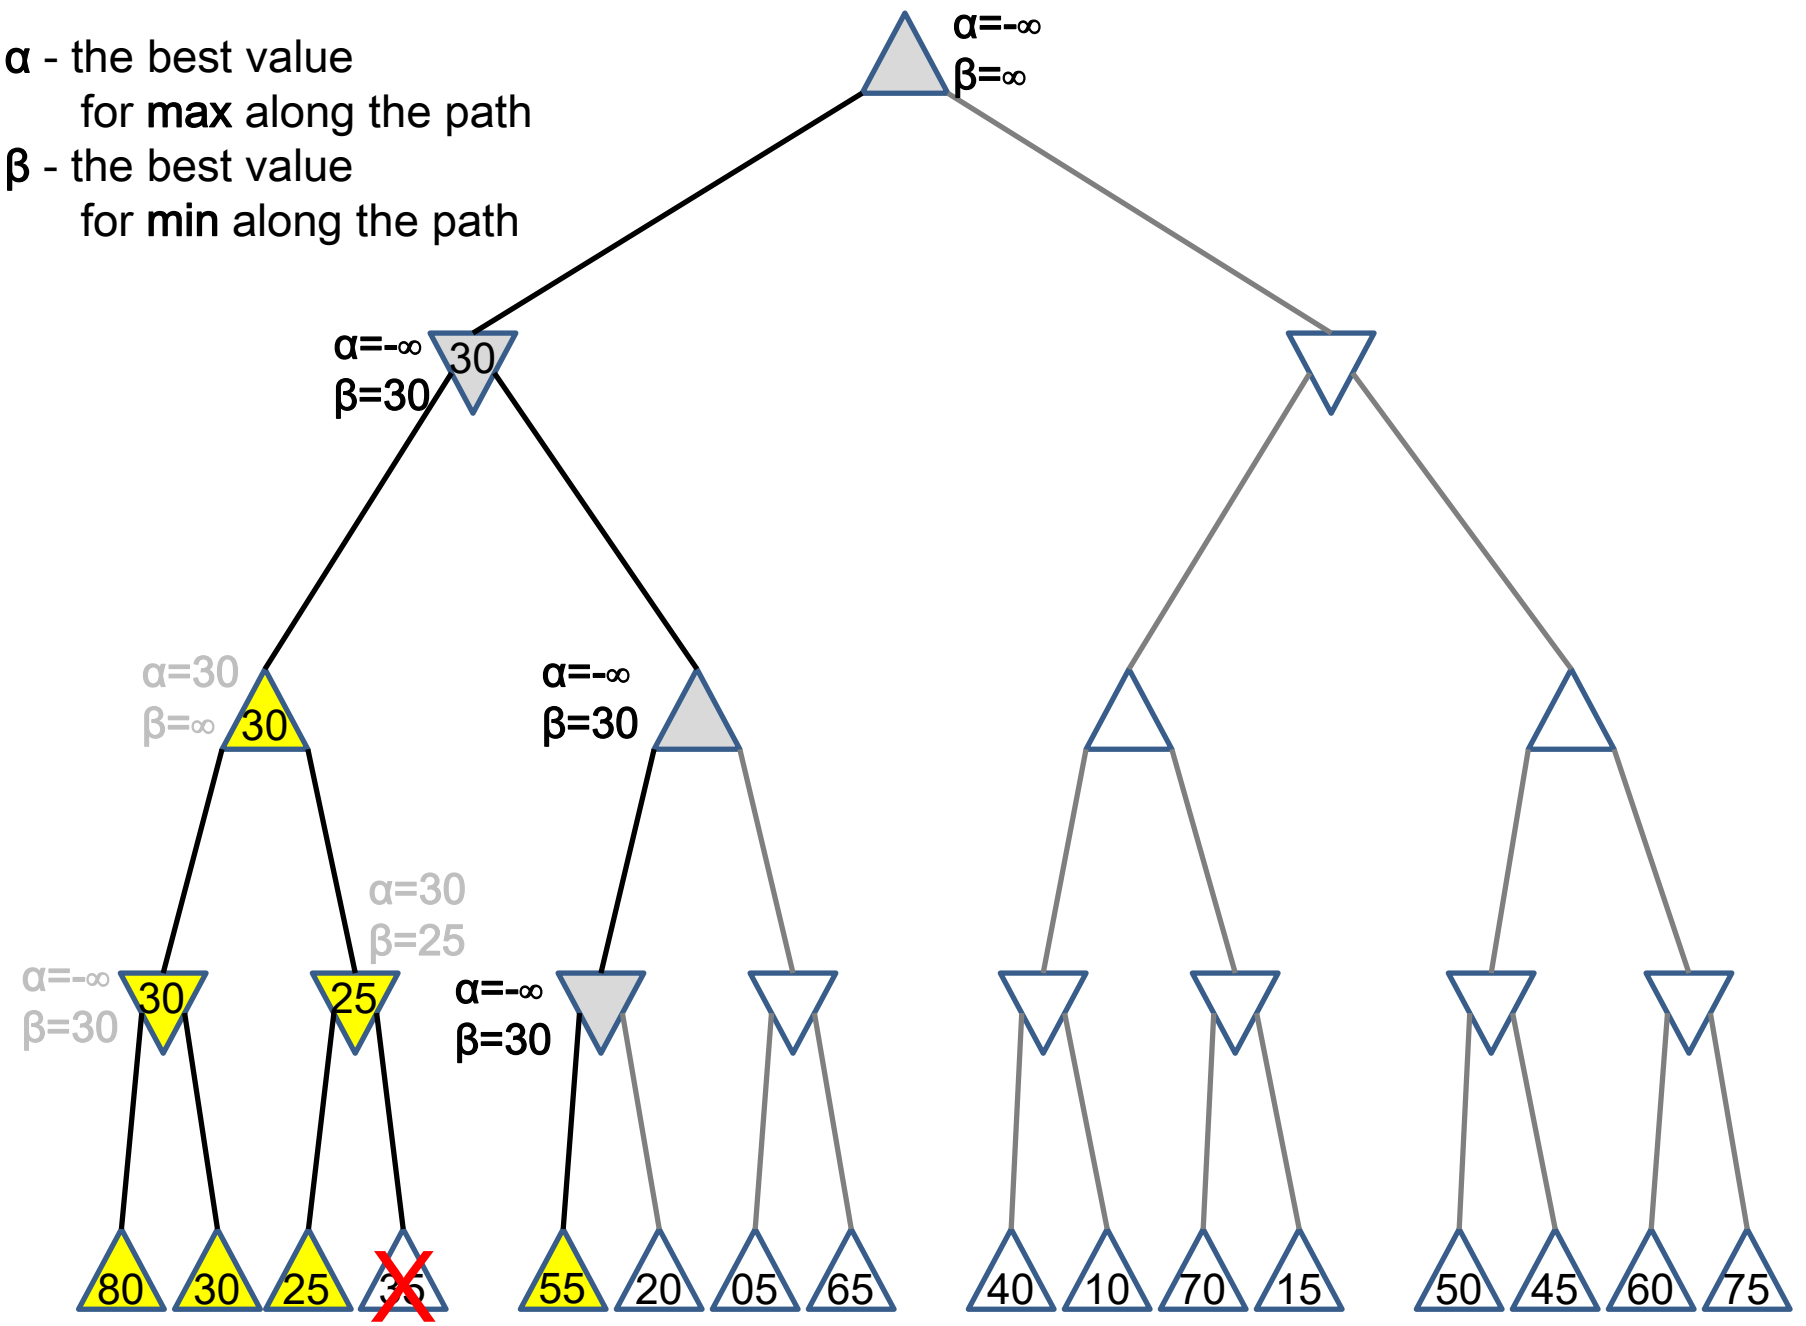 α=-∞
β=∞
α - the best value
for max along the path
β - the best value
for min along the path
α=-∞
β=30
30
α=30
β=∞
30
α=-∞
β=30
α=30
β=25
α=-∞
β=30
30
25
α=-∞
β=30
80 30 25 35 55 20 05 65 40 10 70 15 50 45 60 75